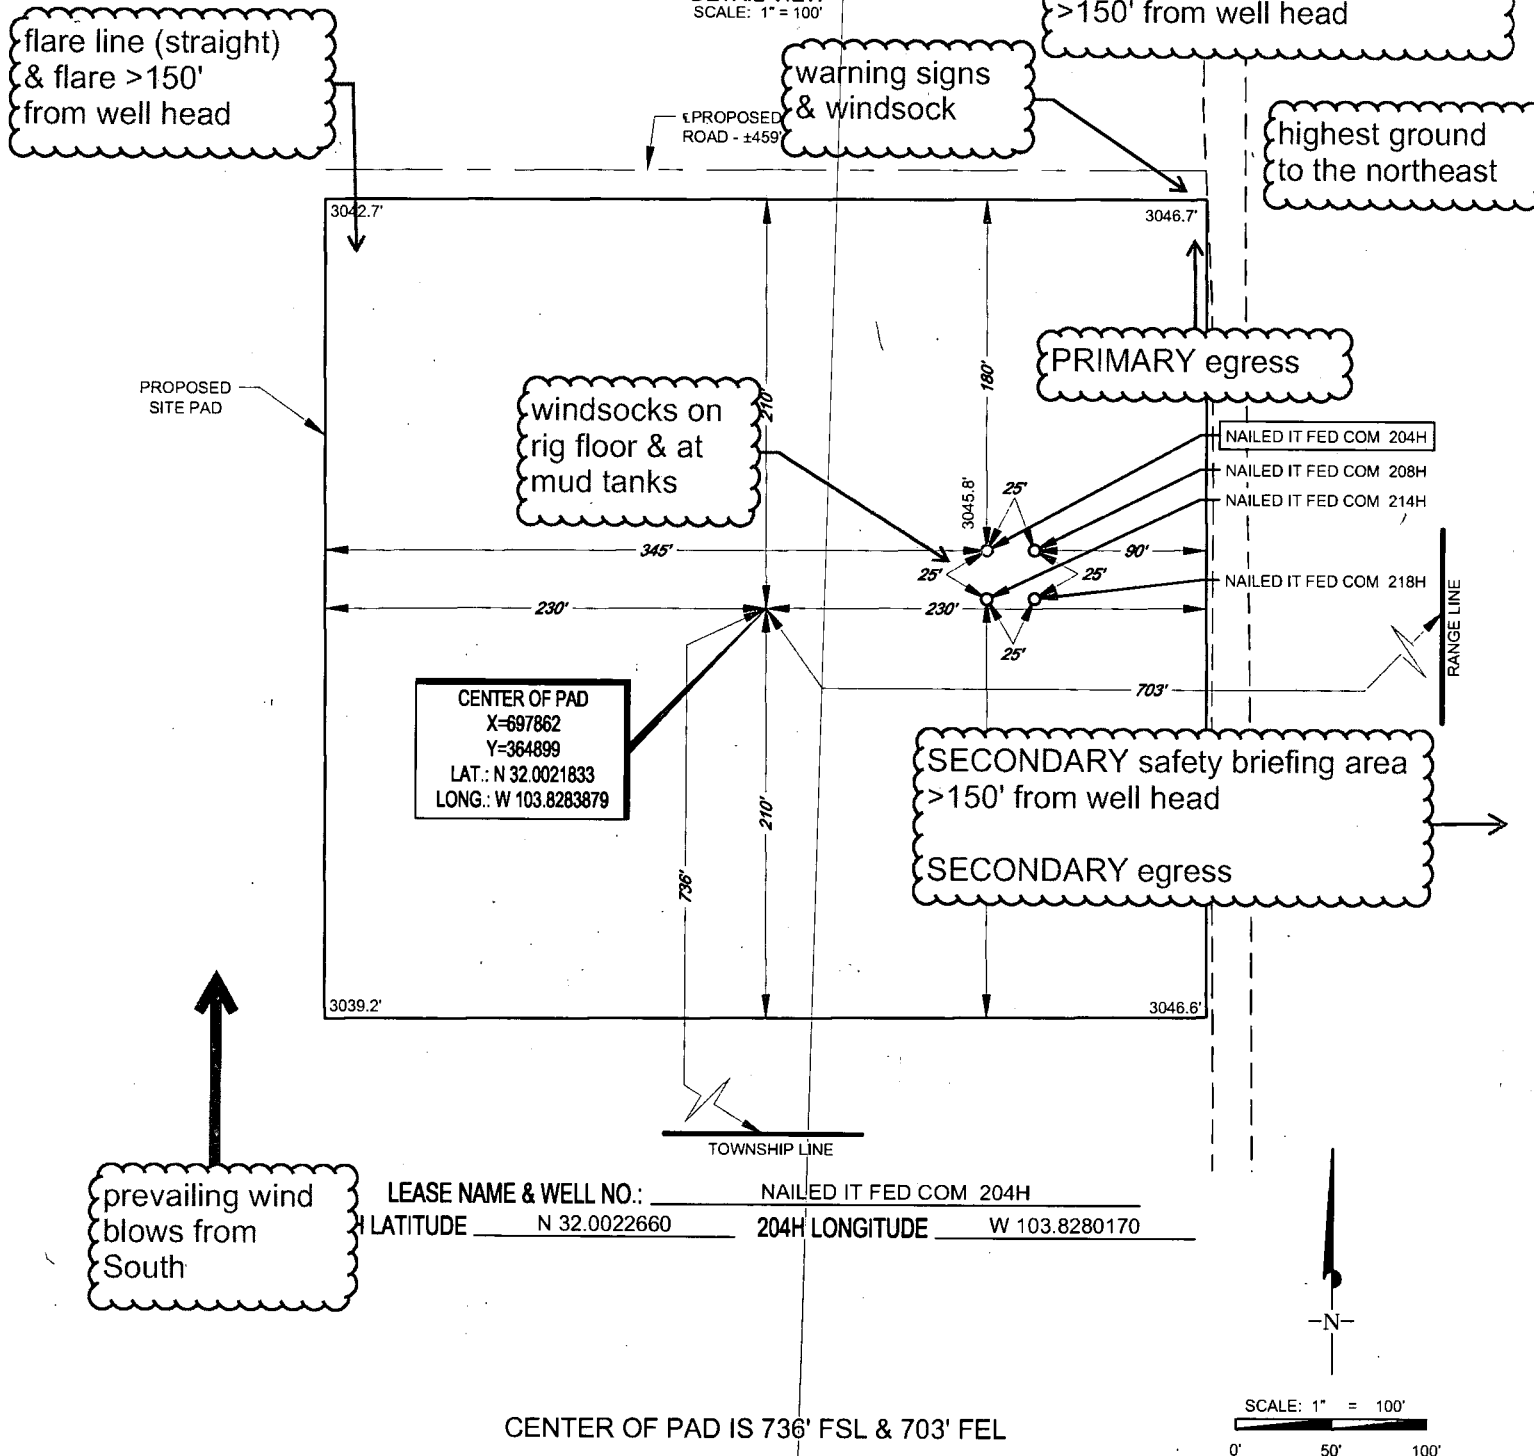 SCALE: 1" = 100'
>150' from well head
flare line (straight)
& flare >150'
from well head
warning signs
& windsock
℄PROPOSED
ROAD - ±459'
highest ground
to the northeast
3042.7'
3046.7'
PRIMARY egress
180'
210'
PROPOSED
SITE PAD
windsocks on
rig floor & at
mud tanks
NAILED IT FED COM 204H
NAILED IT FED COM 208H
NAILED IT FED COM 214H
NAILED IT FED COM 218H
3045.8'
25'
345'
90'
25'
25'
230'
230'
25'
RANGE LINE
703'
CENTER OF PAD
X=697862
Y=364899
LAT.: N 32.0021833
LONG.: W 103.8283879
SECONDARY safety briefing area
>150' from well head
SECONDARY egress
210'
736'
3039.2'
3046.6'
TOWNSHIP LINE
prevailing wind
blows from
South
LEASE NAME & WELL NO.: NAILED IT FED COM 204H
LATITUDE N 32.0022660 204H LONGITUDE W 103.8280170
-N-
SCALE: 1" = 100'
0' 50' 100'
CENTER OF PAD IS 736' FSL & 703' FEL